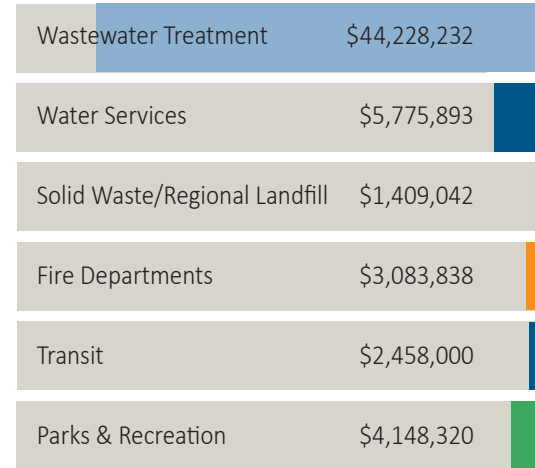 Wastewater Treatment $44,228,232
Water Services $5,775,893
Solid Waste/Regional Landfill $1,409,042
Fire Departments $3,083,838
Transit $2,458,000
Parks & Recreation $4,148,320